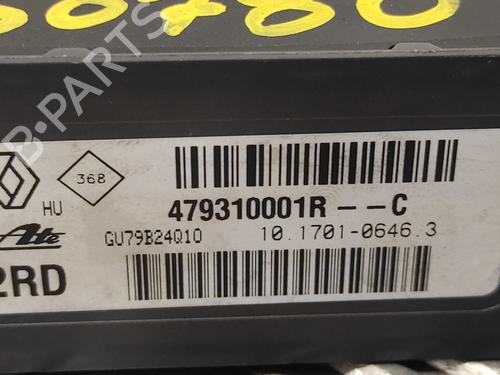 B-PARTS
368
HU
479310001R--C
Ate
GU79B24Q10
10.1701-0646.3
2RD